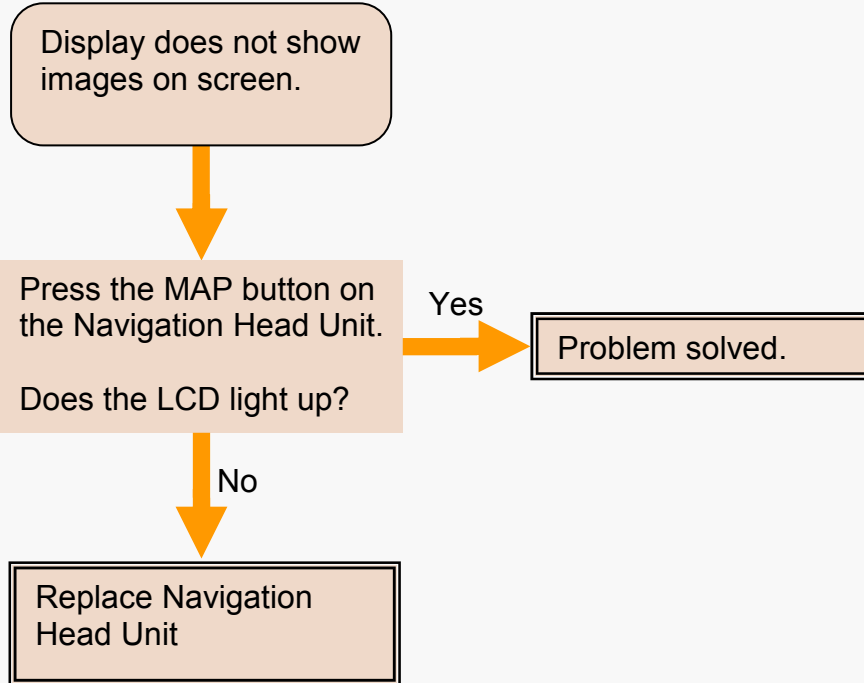 Display does not show
images on screen.
Press the MAP button on
the Navigation Head Unit.
Does the LCD light up?
Yes
Problem solved.
No
Replace Navigation
Head Unit